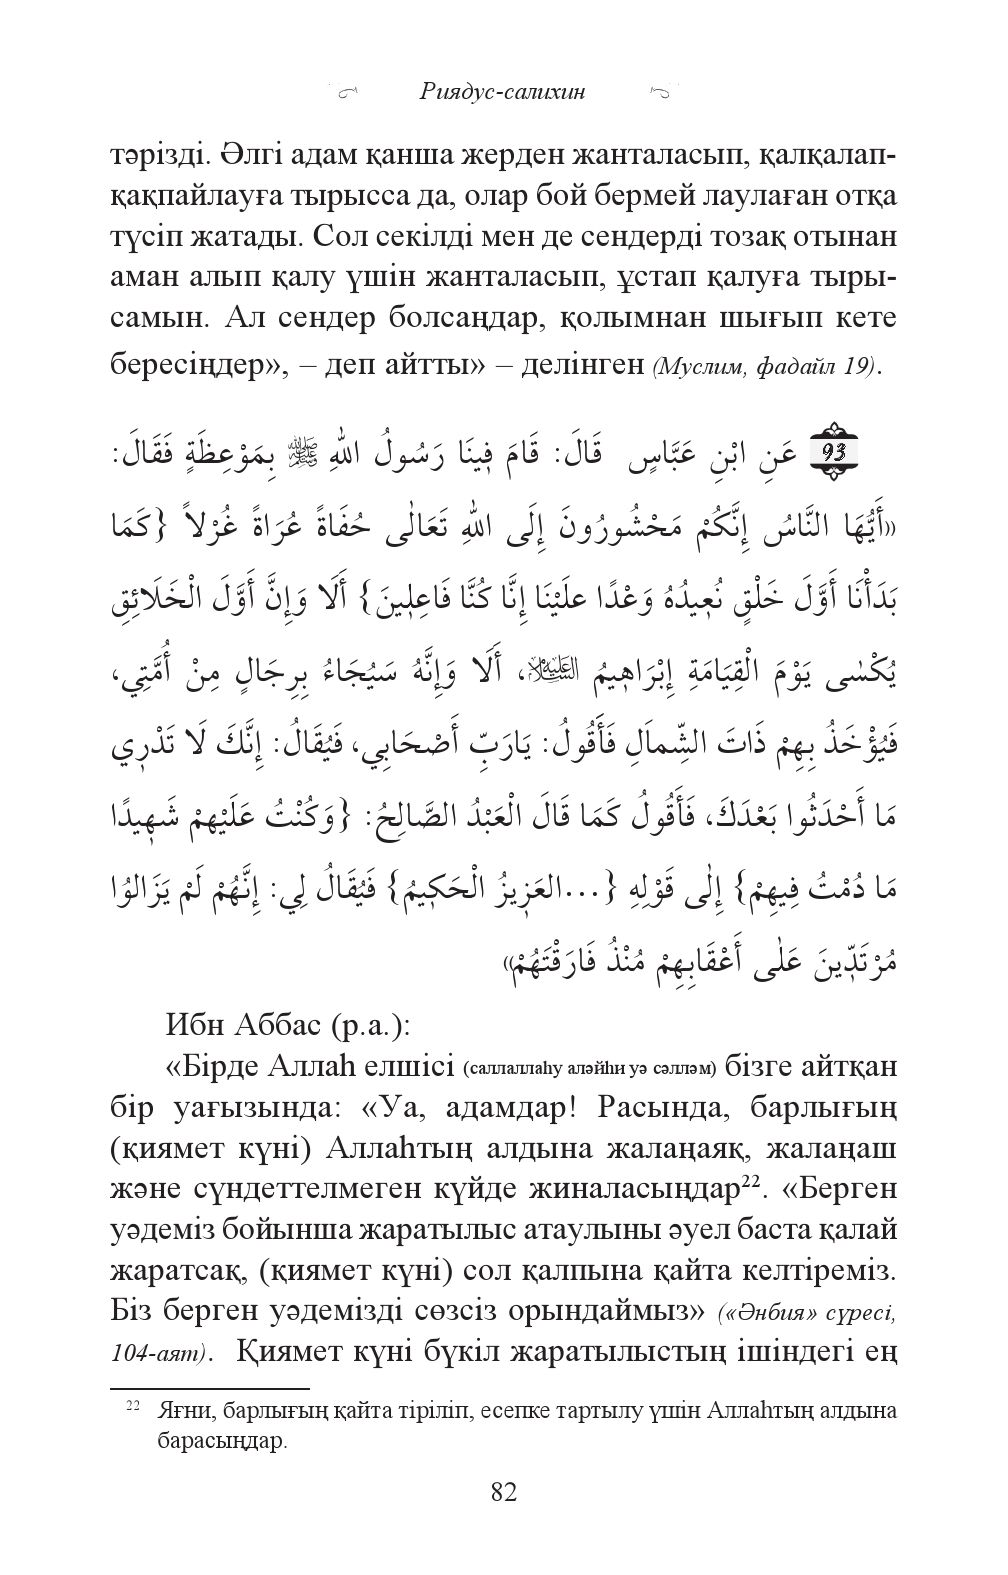 Риядус-салихин
тәрізді. Әлгі адам қанша жерден жанталасып, қалқалап-
қақпайлауға тырысса да, олар бой бермей лаулаған отқа
түсіп жатады. Сол секілді мен де сендерді тозақ отынан
аман алып қалу үшін жанталасып, ұстап қалуға тыры-
самын. Ал сендер болсаңдар, қолымнан шығып кете
бересіңдер», – деп айтты» – делінген (Муслим, фадайл 19).
93 عَنِ ابْنِ عَبَّاسٍ قَالَ: قَامَ فِينَا رَسُولُ اللهِ ﷺ بِمَوْعِظَةٍ فَقَالَ:
«أَيُّهَا النَّاسُ إِنَّكُمْ مَحْشُورُونَ إِلَى اللهِ تَعَالٰى حُفَاةً عُرَاةً غُرْلاً {كَمَا
بَدَأْنَا أَوَّلَ خَلْقٍ نُعِيدُهُ وَعْدًا علَيْنَا إِنَّا كُنَّا فَاعِلِينَ} أَلَا وَإِنَّ أَوَّلَ الْخَلَائِقِ
يُكْسٰى يَوْمَ الْقِيَامَةِ إِبْرَاهِيمُ عليه السلام، أَلَا وَإِنَّهُ سَيُجَاءُ بِرِجَالٍ مِنْ أُمَّتِي،
فَيُؤْخَذُ بِهِمْ ذَاتَ الشِّمَالِ فَأَقُولُ: يَارَبِّ أَصْحَابِي، فَيُقَالُ: إِنَّكَ لَا تَدْرِي
مَا أَحْدَثُوا بَعْدَكَ، فَأَقُولُ كَمَا قَالَ الْعَبْدُ الصَّالِحُ: {وَكُنْتُ عَلَيْهِمْ شَهِيدًا
مَا دُمْتُ فِيهِمْ} إِلٰى قَوْلِهِ {...العَزِيزُ الْحَكِيمُ} فَيُقَالُ لِي: إِنَّهُمْ لَمْ يَزَالوُا
مُرْتَدِّينَ عَلٰى أَعْقَابِهِمْ مُنْذُ فَارَقْتَهُمْ»
Ибн Аббас (р.а.):
«Бірде Аллаһ елшісі (саллаллаһу аләйһи уә сәлләм) бізге айтқан
бір уағызында: «Уа, адамдар! Расында, барлығың
(қиямет күні) Аллаһтың алдына жалаңаяқ, жалаңаш
және сүндеттелмеген күйде жиналасыңдар²². «Берген
уәдеміз бойынша жаратылыс атаулыны әуел баста қалай
жаратсақ, (қиямет күні) сол қалпына қайта келтіреміз.
Біз берген уәдемізді сөзсіз орындаймыз» («Әнбия» сүресі,
104-аят). Қиямет күні бүкіл жаратылыстың ішіндегі ең
22 Яғни, барлығың қайта тіріліп, есепке тартылу үшін Аллаһтың алдына
барасыңдар.
82